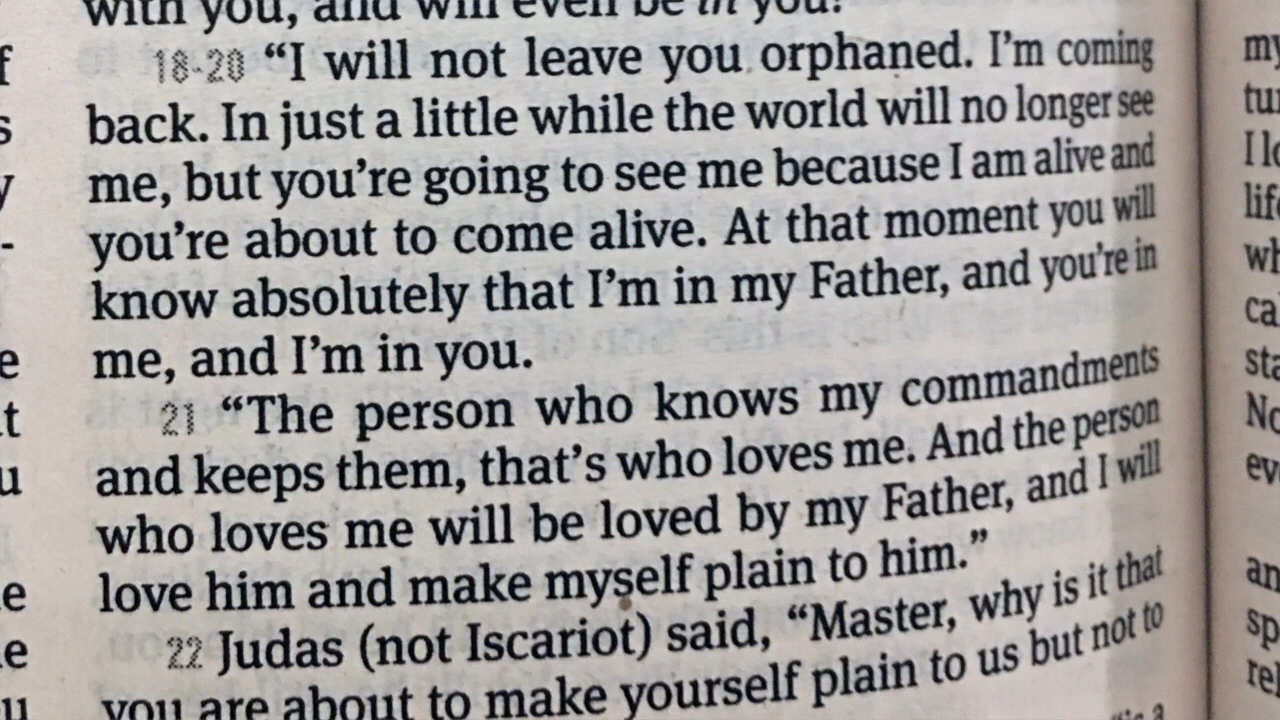 with you, and will even be in you!
18-20 “I will not leave you orphaned. I’m coming
back. In just a little while the world will no longer see
me, but you’re going to see me because I am alive and
you’re about to come alive. At that moment you will
know absolutely that I’m in my Father, and you’re in
me, and I’m in you.
21 “The person who knows my commandments
and keeps them, that’s who loves me. And the person
who loves me will be loved by my Father, and I will
love him and make myself plain to him.”
22 Judas (not Iscariot) said, “Master, why is it that
you are about to make yourself plain to us but not to